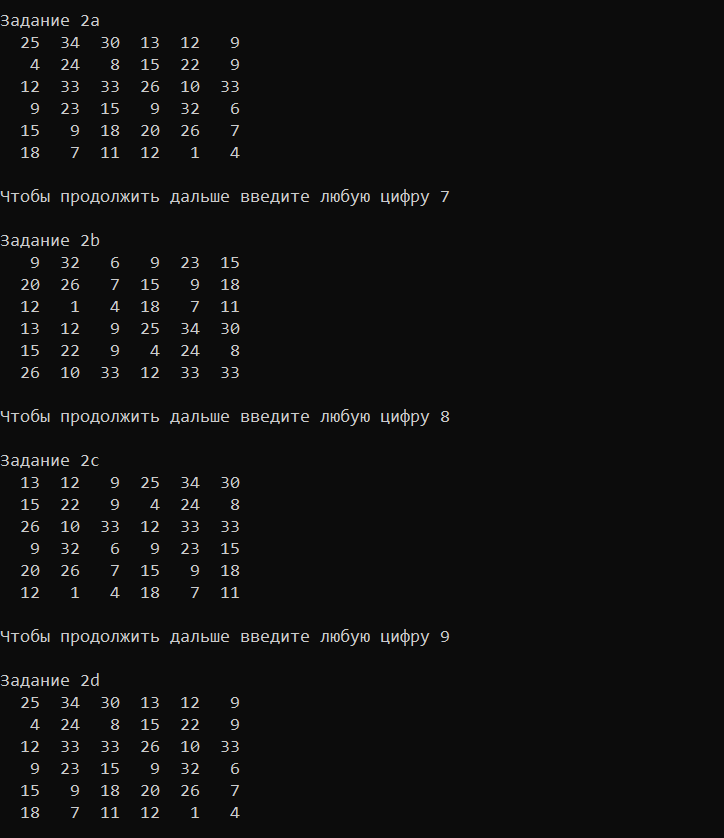 Задание 2a
25 34 30 13 12 9
4 24 8 15 22 9
12 33 33 26 10 33
9 23 15 9 32 6
15 9 18 20 26 7
18 7 11 12 1 4
Чтобы продолжить дальше введите любую цифру 7
Задание 2b
9 32 6 9 23 15
20 26 7 15 9 18
12 1 4 18 7 11
13 12 9 25 34 30
15 22 9 4 24 8
26 10 33 12 33 33
Чтобы продолжить дальше введите любую цифру 8
Задание 2c
13 12 9 25 34 30
15 22 9 4 24 8
26 10 33 12 33 33
9 32 6 9 23 15
20 26 7 15 9 18
12 1 4 18 7 11
Чтобы продолжить дальше введите любую цифру 9
Задание 2d
25 34 30 13 12 9
4 24 8 15 22 9
12 33 33 26 10 33
9 23 15 9 32 6
15 9 18 20 26 7
18 7 11 12 1 4